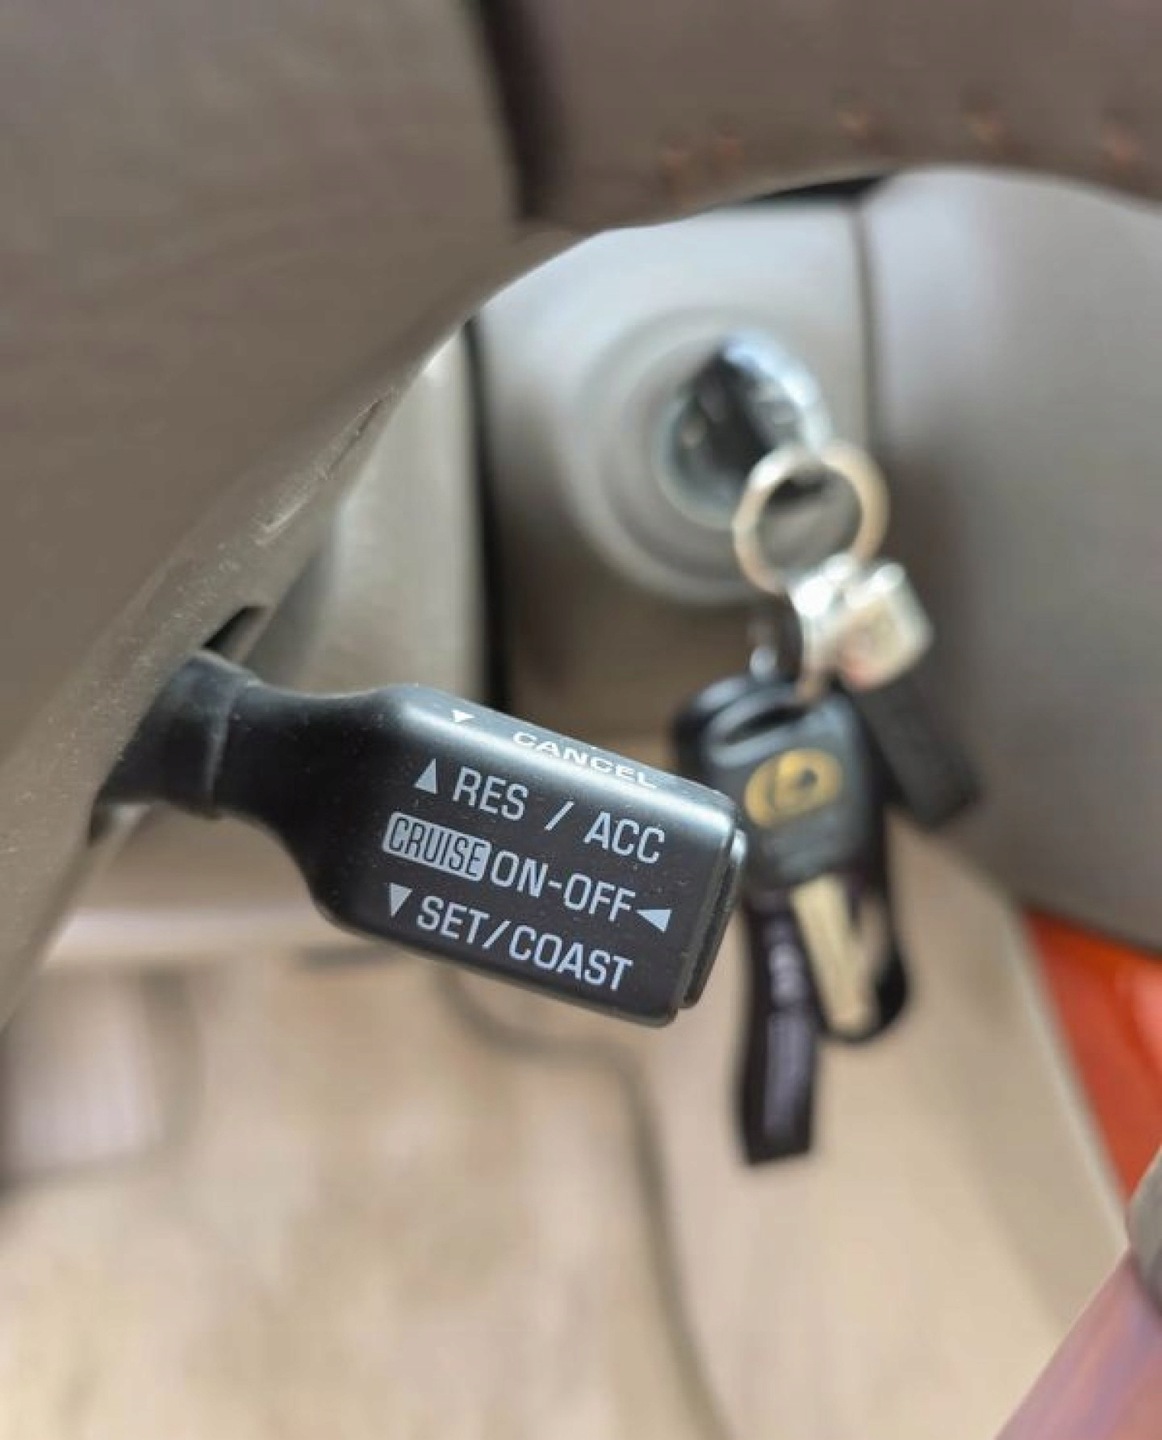 ▼ CANCEL
▲ RES / ACC
CRUISE ON-OFF ◀
▼ SET/COAST